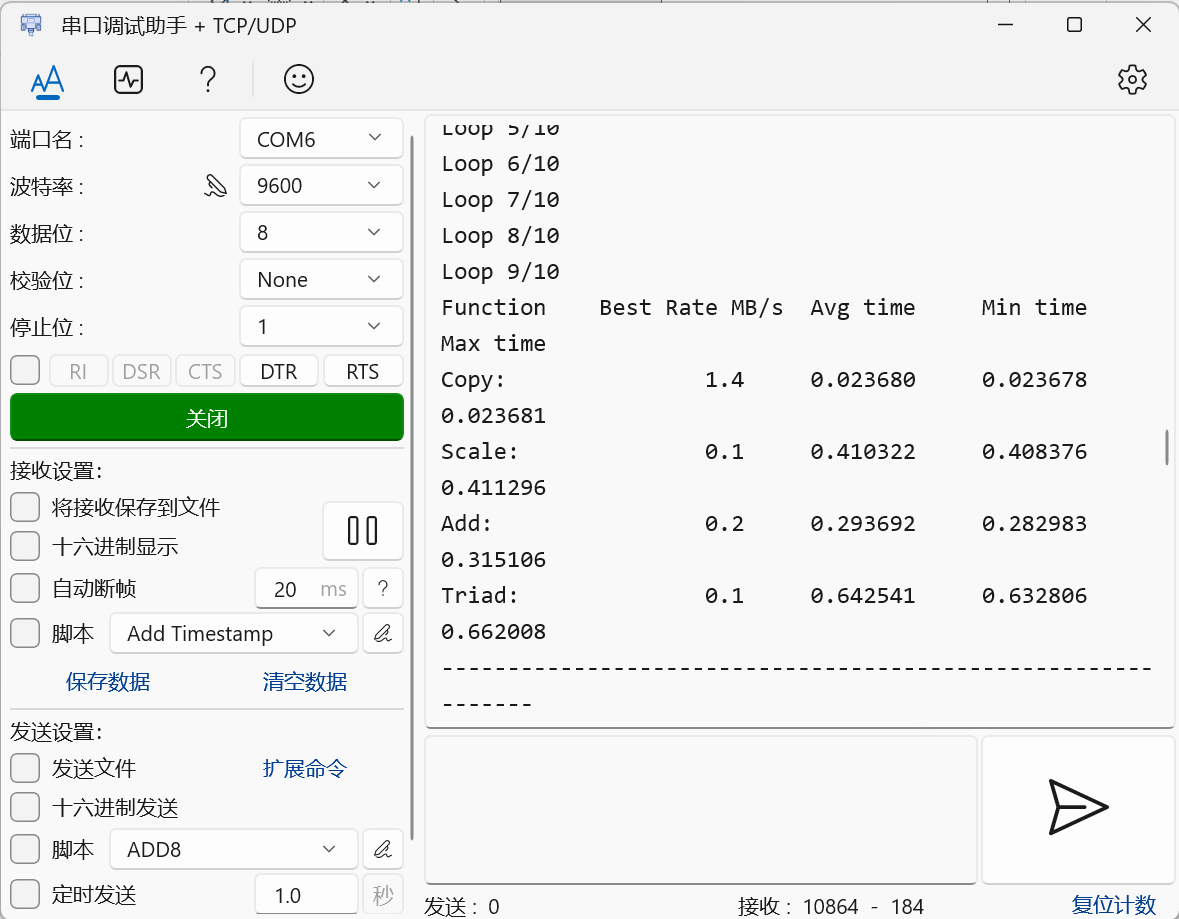 串口调试助手 + TCP/UDP
端口名 :
COM6
波特率 :
9600
数据位 :
8
校验位 :
None
停止位 :
1
RI DSR CTS DTR RTS
关闭
接收设置:
将接收保存到文件
十六进制显示
自动断帧
20 ms ?
脚本
Add Timestamp
保存数据 清空数据
发送设置:
发送文件 扩展命令
十六进制发送
脚本
ADD8
定时发送
1.0 秒
Loop 5/10
Loop 6/10
Loop 7/10
Loop 8/10
Loop 9/10
Function    Best Rate MB/s  Avg time     Min time
Max time
Copy:               1.4     0.023680     0.023678
0.023681
Scale:              0.1     0.410322     0.408376
0.411296
Add:                0.2     0.293692     0.282983
0.315106
Triad:              0.1     0.642541     0.632806
0.662008
------------------------------------------------------
-------
发送 : 0
接收 : 10864 - 184
复位计数